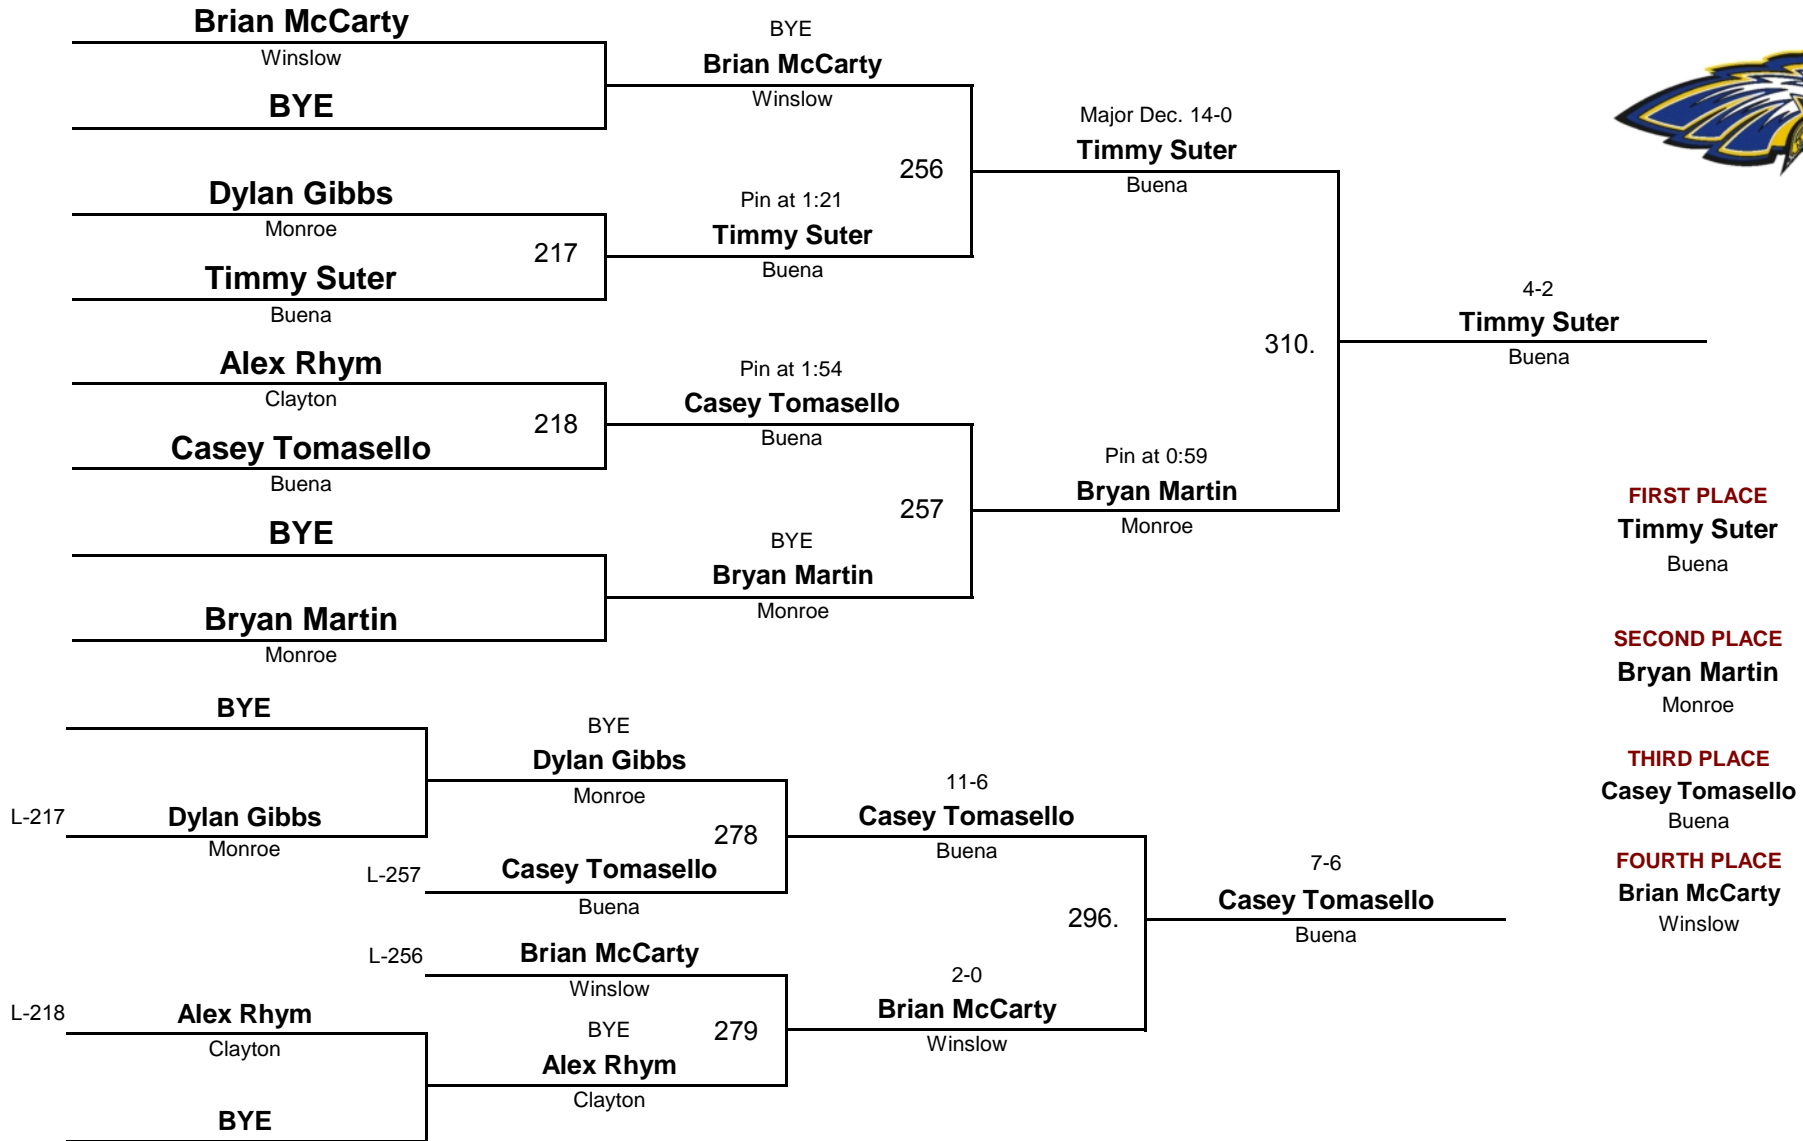 Brian McCarty
Winslow
BYE
Dylan Gibbs
Monroe
217
Timmy Suter
Buena
Alex Rhym
Clayton
218
Casey Tomasello
Buena
BYE
Bryan Martin
Monroe
BYE
Brian McCarty
Winslow
256
Pin at 1:21
Timmy Suter
Buena
Pin at 1:54
Casey Tomasello
Buena
257
BYE
Bryan Martin
Monroe
Major Dec. 14-0
Timmy Suter
Buena
310.
Pin at 0:59
Bryan Martin
Monroe
4-2
Timmy Suter
Buena
FIRST PLACE
Timmy Suter
Buena
SECOND PLACE
Bryan Martin
Monroe
THIRD PLACE
Casey Tomasello
Buena
FOURTH PLACE
Brian McCarty
Winslow
BYE
L-217
Dylan Gibbs
Monroe
BYE
Dylan Gibbs
Monroe
278
L-257
Casey Tomasello
Buena
L-256
Brian McCarty
Winslow
L-218
Alex Rhym
Clayton
BYE
279
Alex Rhym
Clayton
BYE
11-6
Casey Tomasello
Buena
296.
2-0
Brian McCarty
Winslow
7-6
Casey Tomasello
Buena